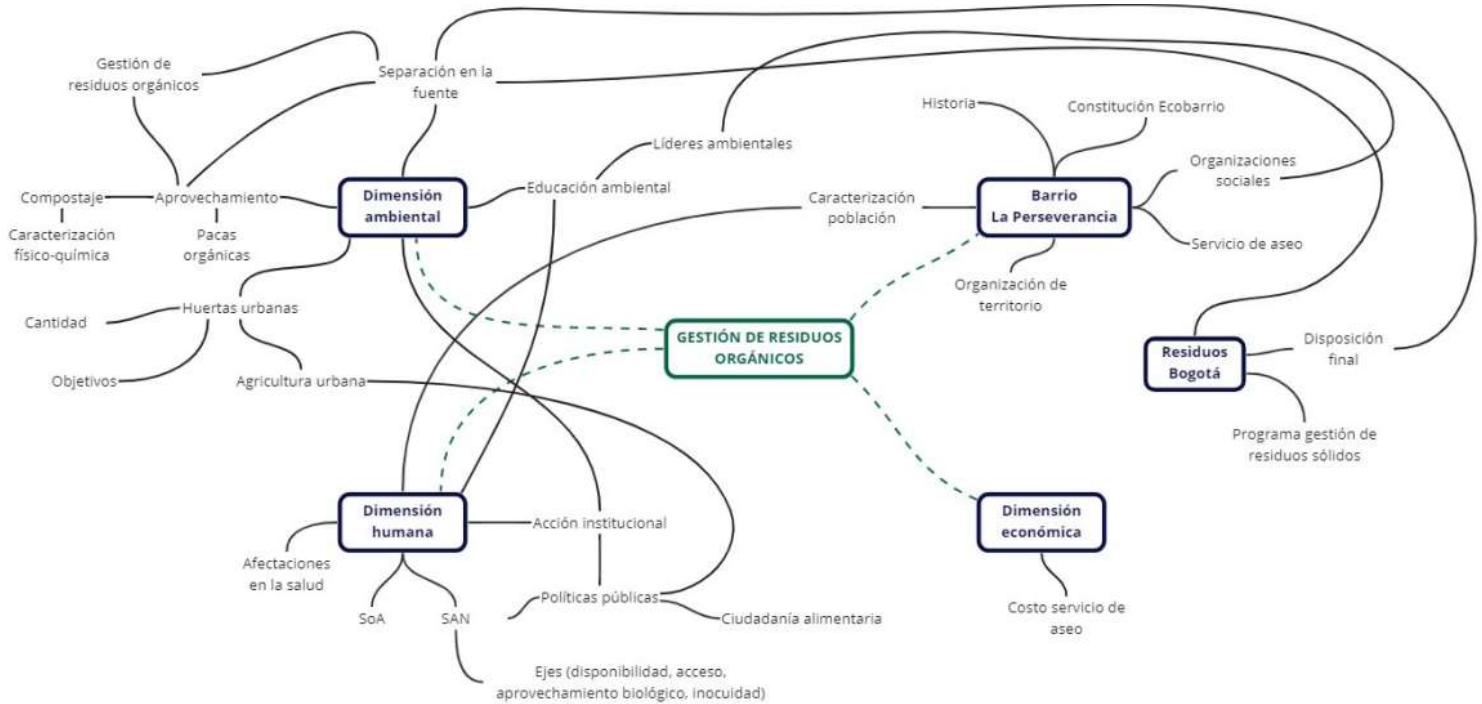 Gestión de
residuos orgánicos
Separación en la
fuente
Compostaje
Aprovechamiento
Caracterización
físico-química
Pacas
orgánicas
Dimensión
ambiental
Educación ambiental
Líderes ambientales
Huertas urbanas
Cantidad
Objetivos
Agricultura urbana
Historia
Constitución Ecobarrio
Caracterización
población
Barrio
La Perseverancia
Organizaciones
sociales
Servicio de aseo
Organización de
territorio
GESTIÓN DE RESIDUOS
ORGÁNICOS
Residuos
Bogotá
Disposición
final
Programa gestión de
residuos sólidos
Dimensión
humana
Acción institucional
Afectaciones
en la salud
SoA
SAN
Políticas públicas
Ciudadanía alimentaria
Ejes (disponibilidad, acceso,
aprovechamiento biológico, inocuidad)
Dimensión
económica
Costo servicio de
aseo